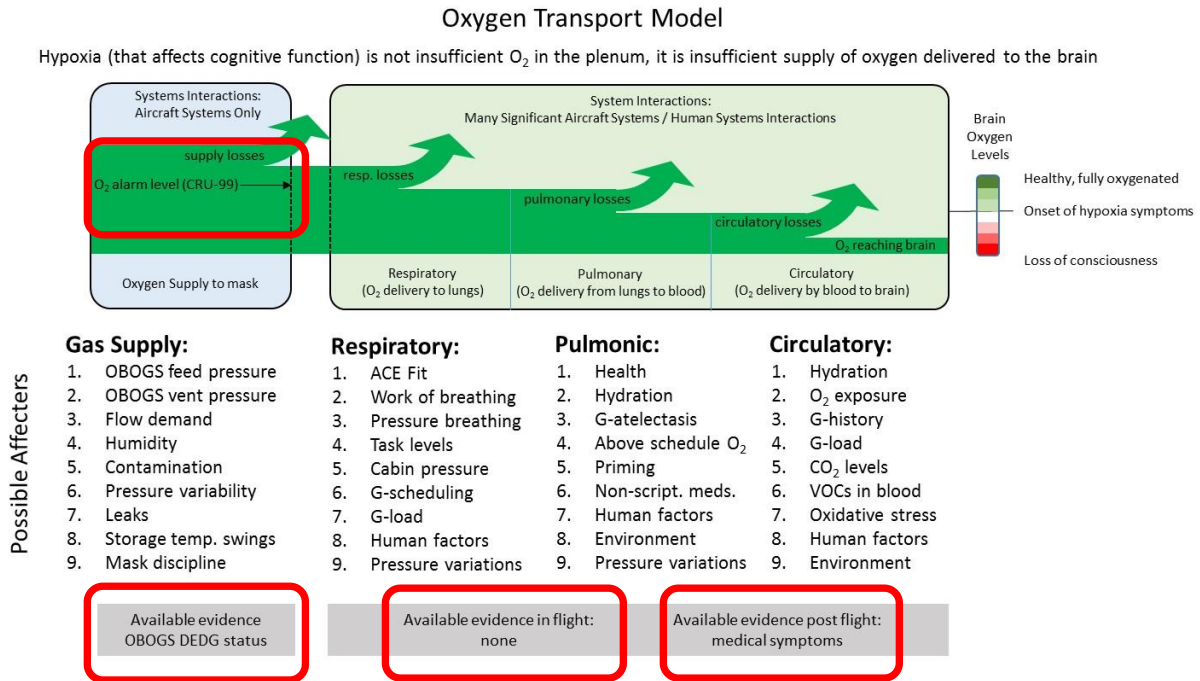 Oxygen Transport Model
Hypoxia (that affects cognitive function) is not insufficient O₂ in the plenum, it is insufficient supply of oxygen delivered to the brain
Systems Interactions:
Aircraft Systems Only
supply losses
O₂ alarm level (CRU-99)
Oxygen Supply to mask
System Interactions:
Many Significant Aircraft Systems / Human Systems Interactions
resp. losses
pulmonary losses
circulatory losses
O₂ reaching brain
Respiratory
(O₂ delivery to lungs)
Pulmonary
(O₂ delivery from lungs to blood)
Circulatory
(O₂ delivery by blood to brain)
Brain
Oxygen
Levels
Healthy, fully oxygenated
Onset of hypoxia symptoms
Loss of consciousness
Possible Affecters
Gas Supply:
1. OBOGS feed pressure
2. OBOGS vent pressure
3. Flow demand
4. Humidity
5. Contamination
6. Pressure variability
7. Leaks
8. Storage temp. swings
9. Mask discipline
Respiratory:
1. ACE Fit
2. Work of breathing
3. Pressure breathing
4. Task levels
5. Cabin pressure
6. G-scheduling
7. G-load
8. Human factors
9. Pressure variations
Pulmonic:
1. Health
2. Hydration
3. G-atelectasis
4. Above schedule O₂
5. Priming
6. Non-script. meds.
7. Human factors
8. Environment
9. Pressure variations
Circulatory:
1. Hydration
2. O₂ exposure
3. G-history
4. G-load
5. CO₂ levels
6. VOCs in blood
7. Oxidative stress
8. Human factors
9. Environment
Available evidence
OBOGS DEDG status
Available evidence in flight:
none
Available evidence post flight:
medical symptoms